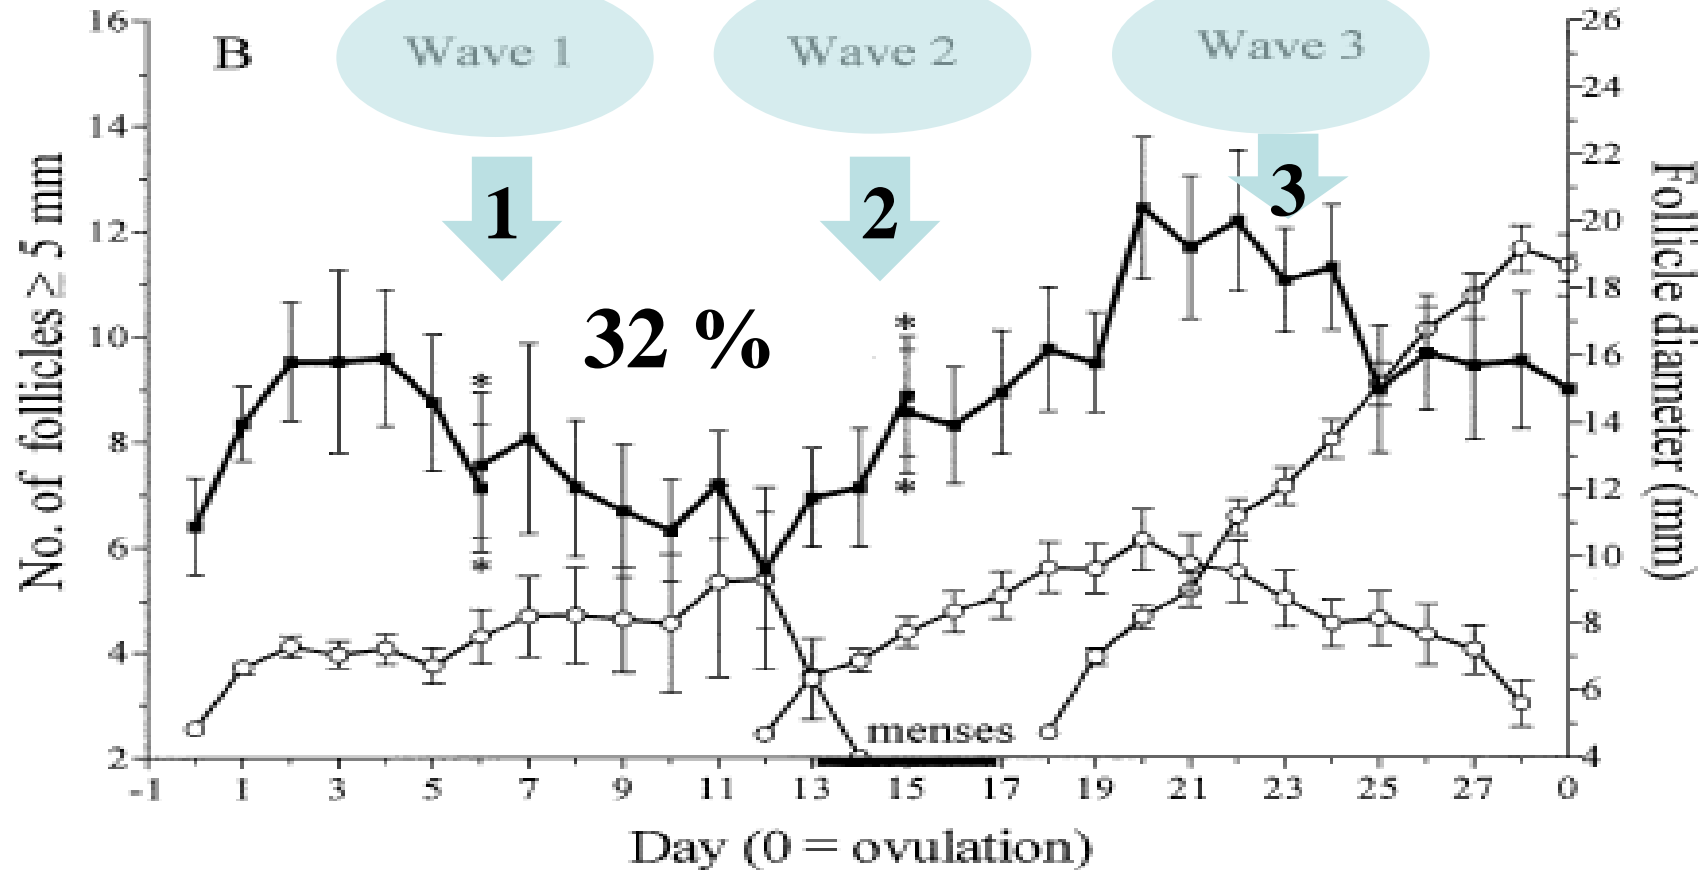 B
Wave 1
Wave 2
Wave 3
1
2
3
32 %
No. of follicles ≥ 5 mm
16
14
12
10
8
6
4
2
Follicle diameter (mm)
26
24
22
20
18
16
14
12
10
8
6
4
* *
* *
menses
-1 1 3 5 7 9 11 13 15 17 19 21 23 25 27 0
Day (0 = ovulation)